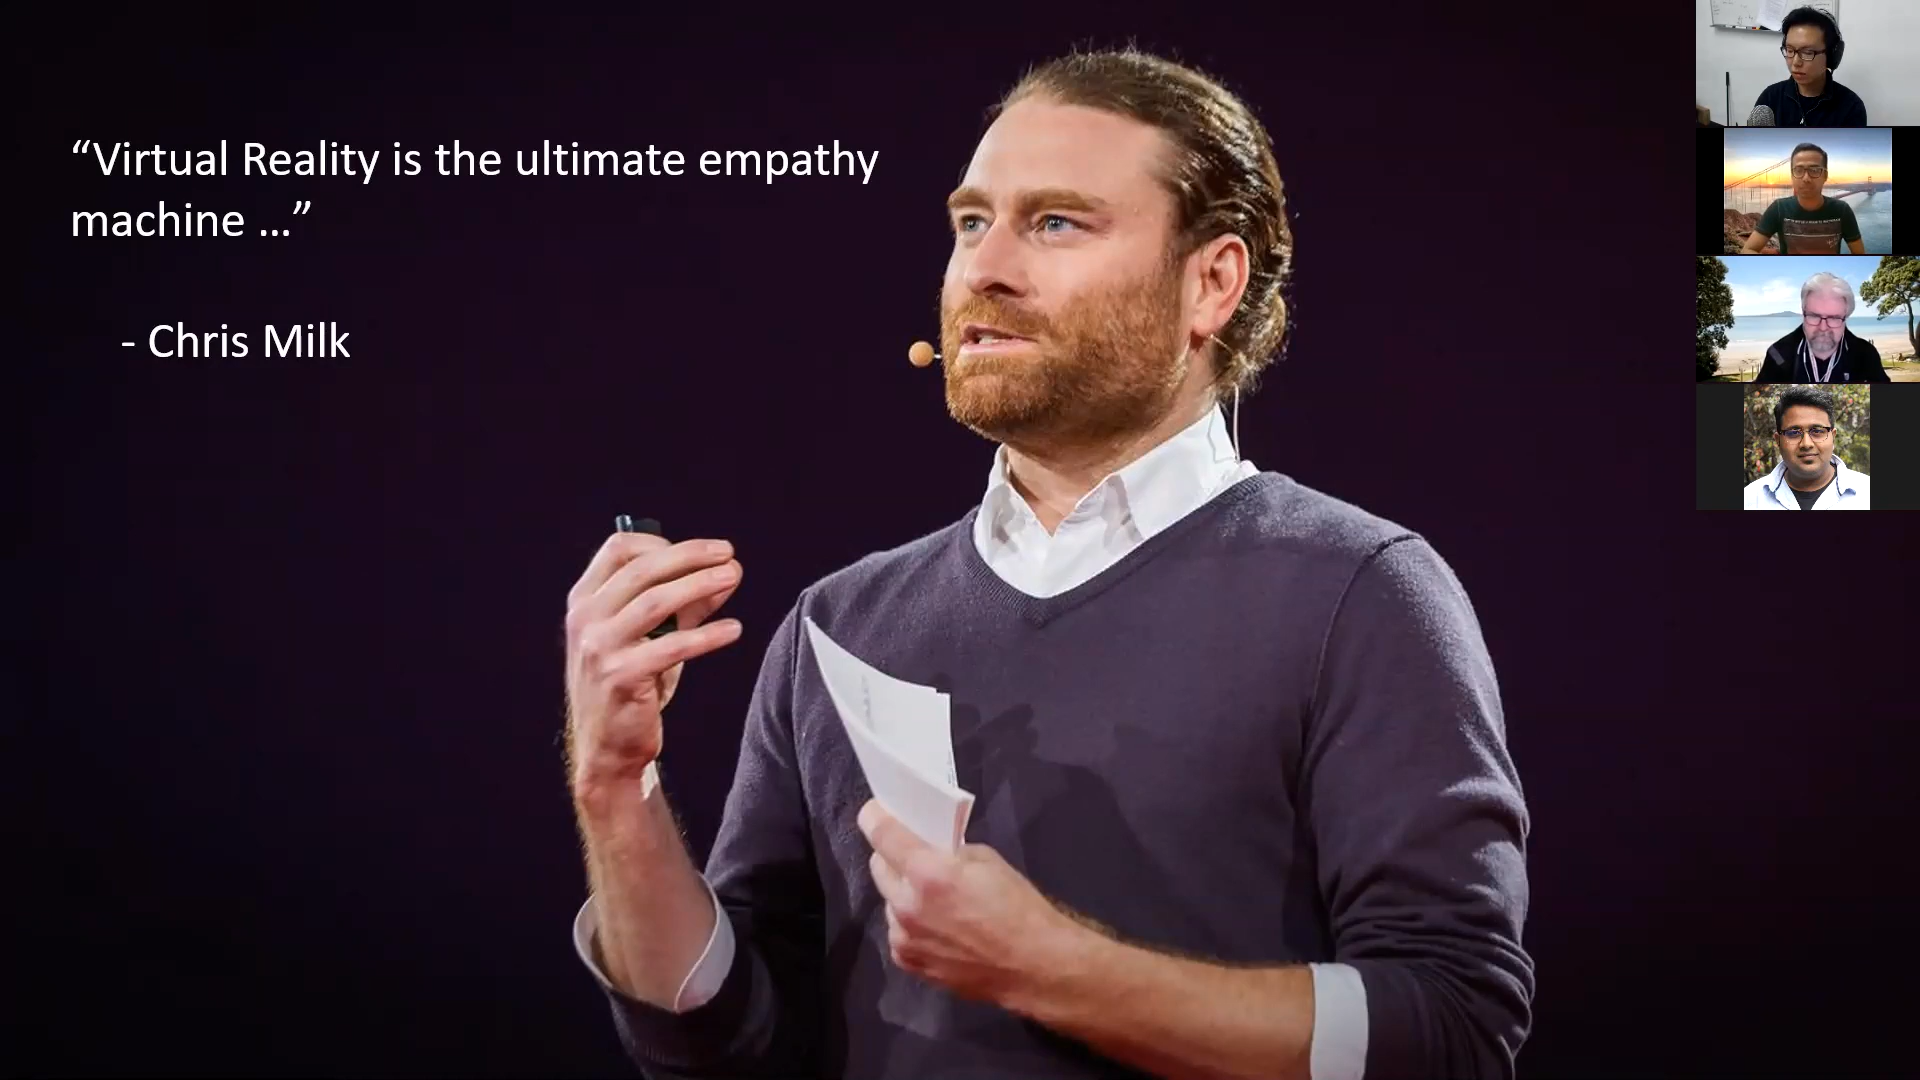 “Virtual Reality is the ultimate empathy
machine …”
- Chris Milk